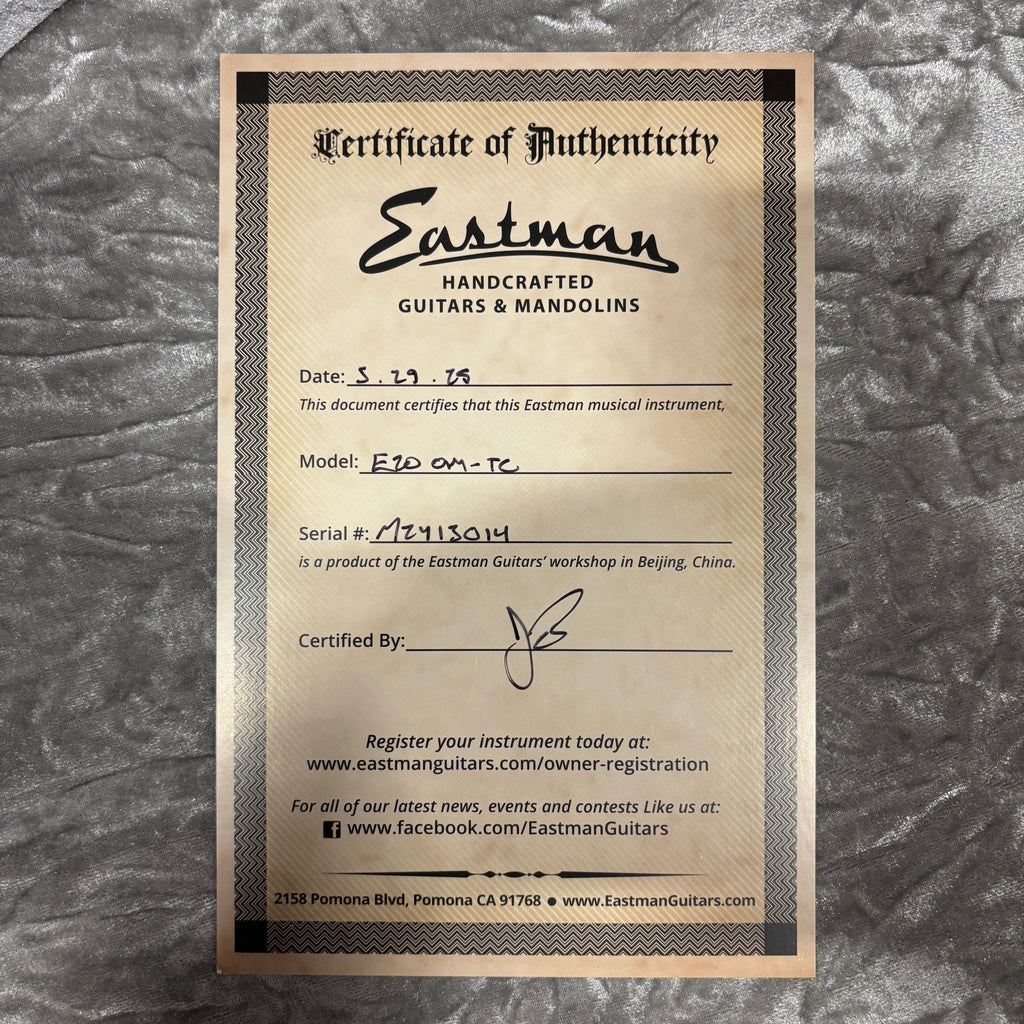 Certificate of Authenticity
Eastman
HANDCRAFTED
GUITARS & MANDOLINS
Date: 5.29.25
This document certifies that this Eastman musical instrument,
Model: E20 OM-TC
Serial #: M2413014
is a product of the Eastman Guitars' workshop in Beijing, China.
Certified By:
Register your instrument today at:
www.eastmanguitars.com/owner-registration
For all of our latest news, events and contests Like us at:
www.facebook.com/EastmanGuitars
2158 Pomona Blvd, Pomona CA 91768 ● www.EastmanGuitars.com